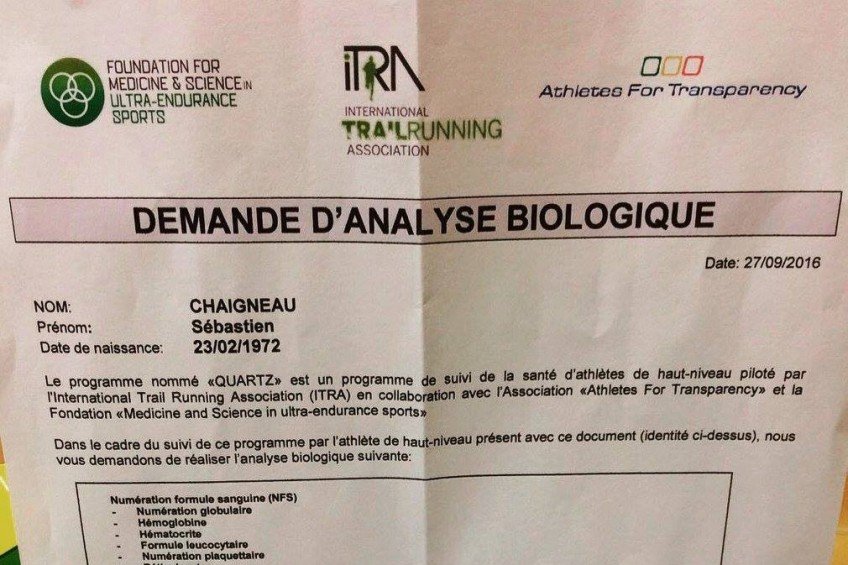 FOUNDATION FOR
MEDICINE & SCIENCE IN
ULTRA-ENDURANCE
SPORTS
iTRA
INTERNATIONAL
TRAILRUNNING
ASSOCIATION
Athletes For Transparency
DEMANDE D'ANALYSE BIOLOGIQUE
Date: 27/09/2016
NOM: CHAIGNEAU
Prénom: Sébastien
Date de naissance: 23/02/1972
Le programme nommé «QUARTZ» est un programme de suivi de la santé d'athlètes de haut-niveau piloté par
l'International Trail Running Association (ITRA) en collaboration avec l'Association «Athletes For Transparency» et la
Fondation «Medicine and Science in ultra-endurance sports»
Dans le cadre du suivi de ce programme par l'athlète de haut-niveau présent avec ce document (identité ci-dessus), nous
vous demandons de réaliser l'analyse biologique suivante:
Numération formule sanguine (NFS)
- Numération globulaire
- Hémoglobine
- Hématocrite
- Formule leucocytaire
- Numération plaquettaire